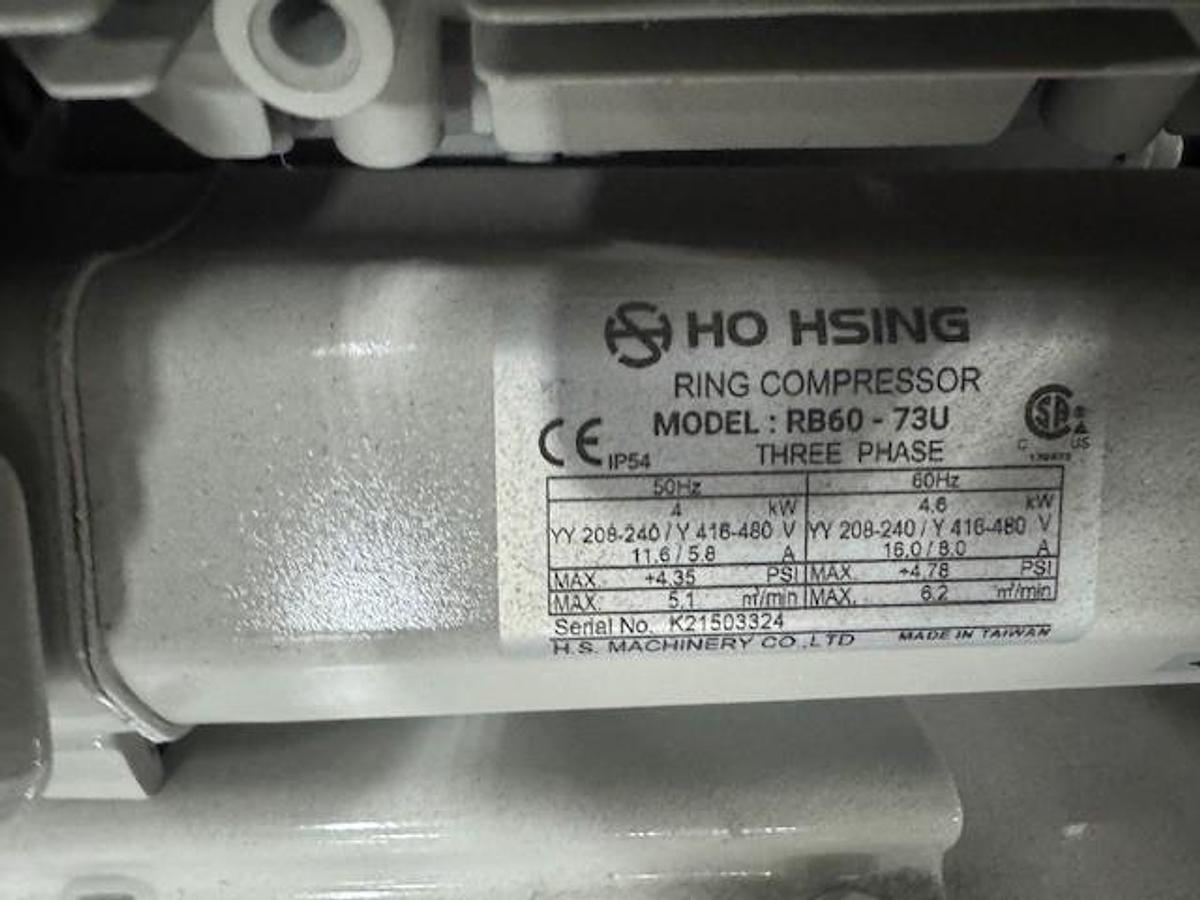 HO HSING
RING COMPRESSOR
MODEL : RB60 - 73U
CE IP54 THREE PHASE
SA C US
50Hz 60Hz
4 kW 4.6 kW
YY 208-240 / Y 416-480 V YY 208-240 / Y 416-480 V
11.6 / 5.8 A 16.0 / 8.0 A
MAX. +4.35 PSI MAX. +4.78 PSI
MAX. 5.1 m³/min MAX. 6.2 m³/min
Serial No. K21503324
H.S. MACHINERY CO.,LTD MADE IN TAIWAN